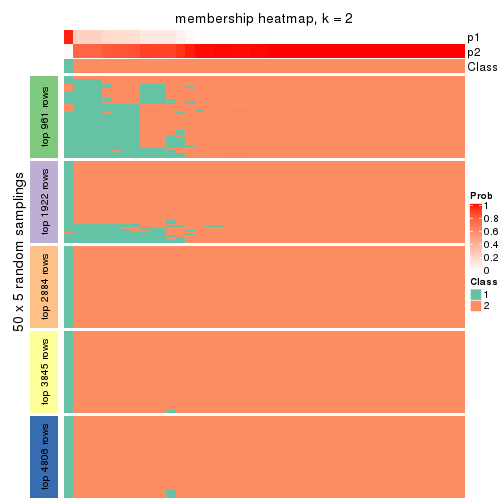 membership heatmap, k = 2
p1
p2
Class
50 x 5 random samplings
top 961 rows
top 1922 rows
top 2884 rows
top 3845 rows
top 4806 rows
Prob
1
0.8
0.6
0.4
0.2
0
Class
1
2